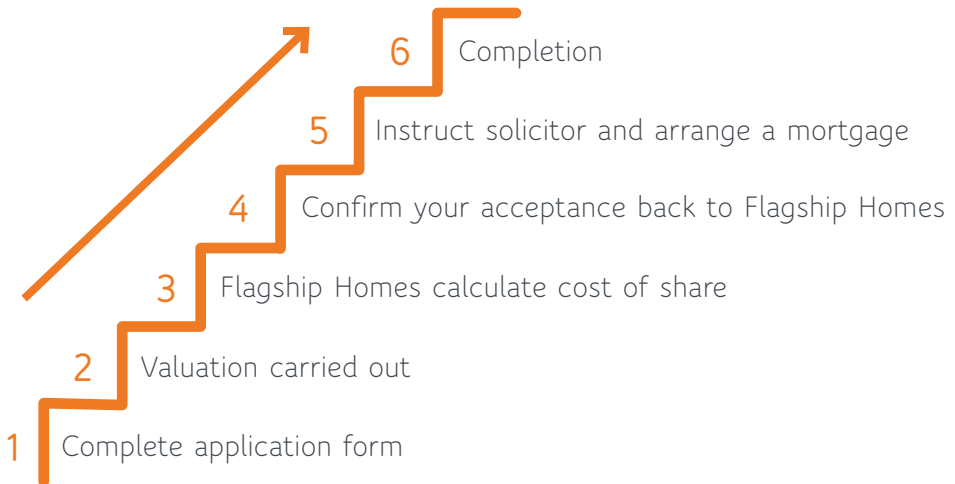 6 Completion
5 Instruct solicitor and arrange a mortgage
4 Confirm your acceptance back to Flagship Homes
3 Flagship Homes calculate cost of share
2 Valuation carried out
1 Complete application form